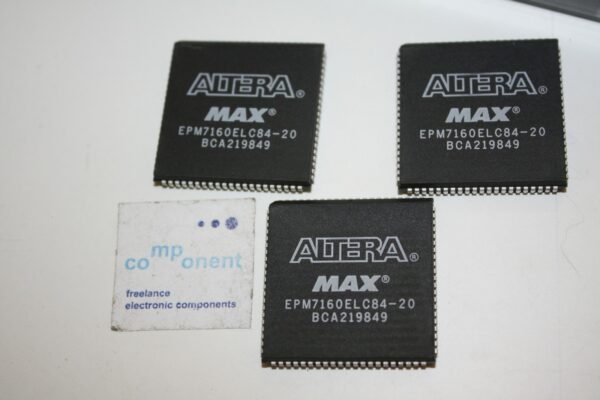 ALTERA®
MAX®
EPM7160ELC84-20
BCA219849
ALTERA®
MAX®
EPM7160ELC84-20
BCA219849
component
freelance
electronic components
ALTERA®
MAX®
EPM7160ELC84-20
BCA219849